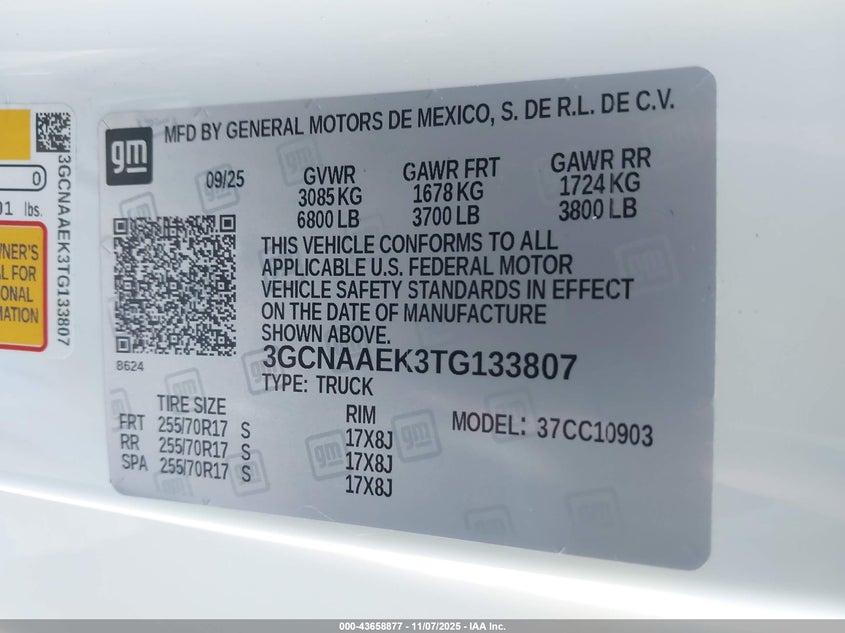 gm
MFD BY GENERAL MOTORS DE MEXICO, S. DE R.L. DE C.V.
09/25 GVWR GAWR FRT GAWR RR
3085 KG 1678 KG 1724 KG
6800 LB 3700 LB 3800 LB
THIS VEHICLE CONFORMS TO ALL
APPLICABLE U.S. FEDERAL MOTOR
VEHICLE SAFETY STANDARDS IN EFFECT
ON THE DATE OF MANUFACTURE
SHOWN ABOVE.
8624
3GCNAAEK3TG133807
TYPE: TRUCK
TIRE SIZE RIM MODEL: 37CC10903
FRT 255/70R17 S 17X8J
RR 255/70R17 S 17X8J
SPA 255/70R17 S 17X8J
0
lbs.
3GCNAAEK3TG133807
000-43658877 - 11/07/2025 - IAA Inc.